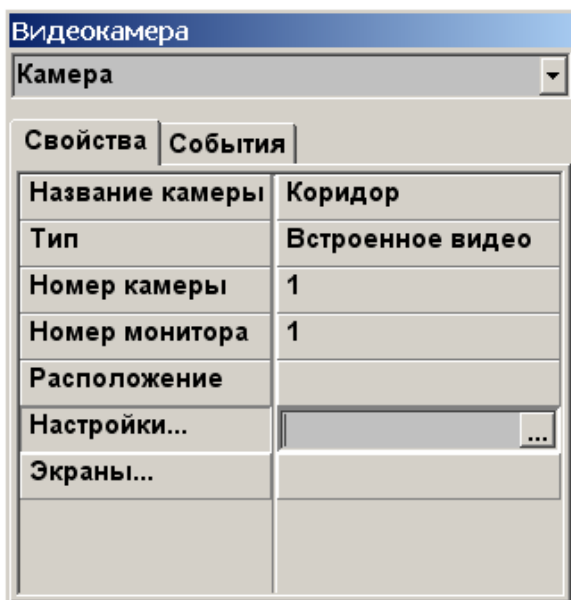 Видеокамера
Камера
Свойства События
Название камеры Коридор
Тип Встроенное видео
Номер камеры 1
Номер монитора 1
Расположение
Настройки... ...
Экраны...